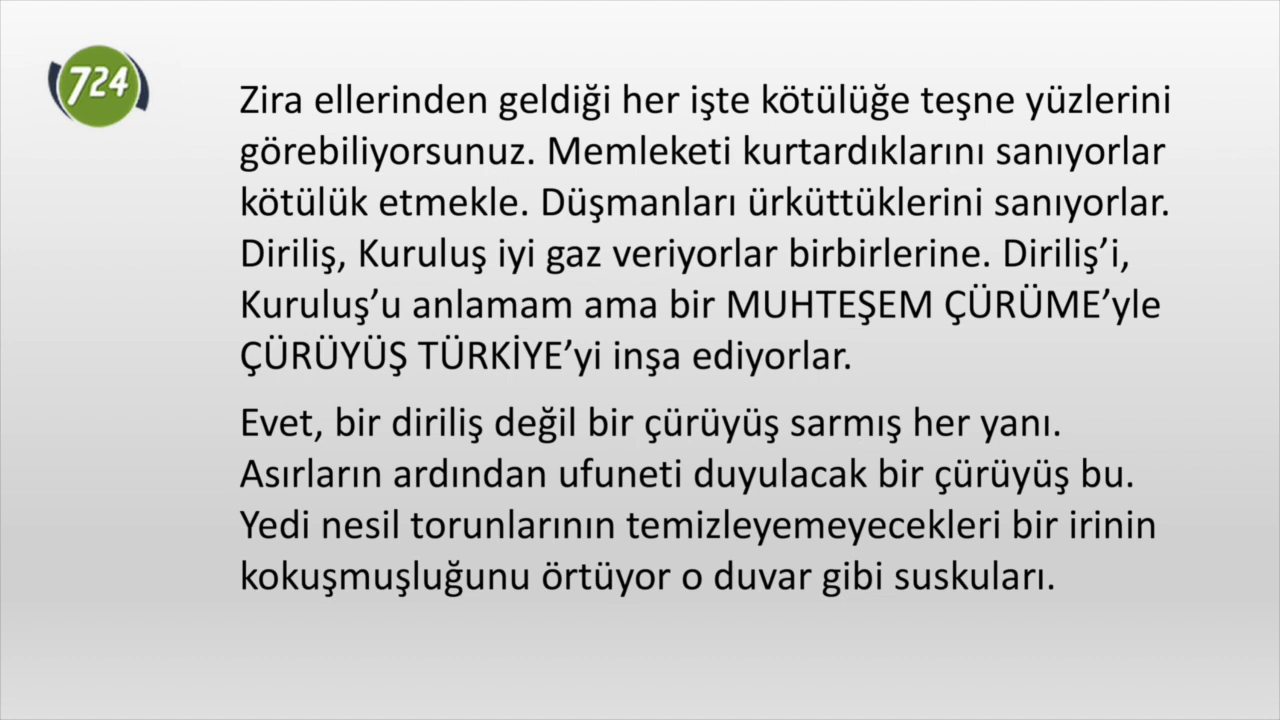 724
Zira ellerinden geldiği her işte kötülüğe teşne yüzlerini
görebiliyorsunuz. Memleketi kurtardıklarını sanıyorlar
kötülük etmekle. Düşmanları ürküttüklerini sanıyorlar.
Diriliş, Kuruluş iyi gaz veriyorlar birbirlerine. Diriliş’i,
Kuruluş’u anlamam ama bir MUHTEŞEM ÇÜRÜME’yle
ÇÜRÜYÜŞ TÜRKİYE’yi inşa ediyorlar.
Evet, bir diriliş değil bir çürüyüş sarmış her yanı.
Asırların ardından ufuneti duyulacak bir çürüyüş bu.
Yedi nesil torunlarının temizleyemeyecekleri bir irinin
kokuşmuşluğunu örtüyor o duvar gibi suskuları.